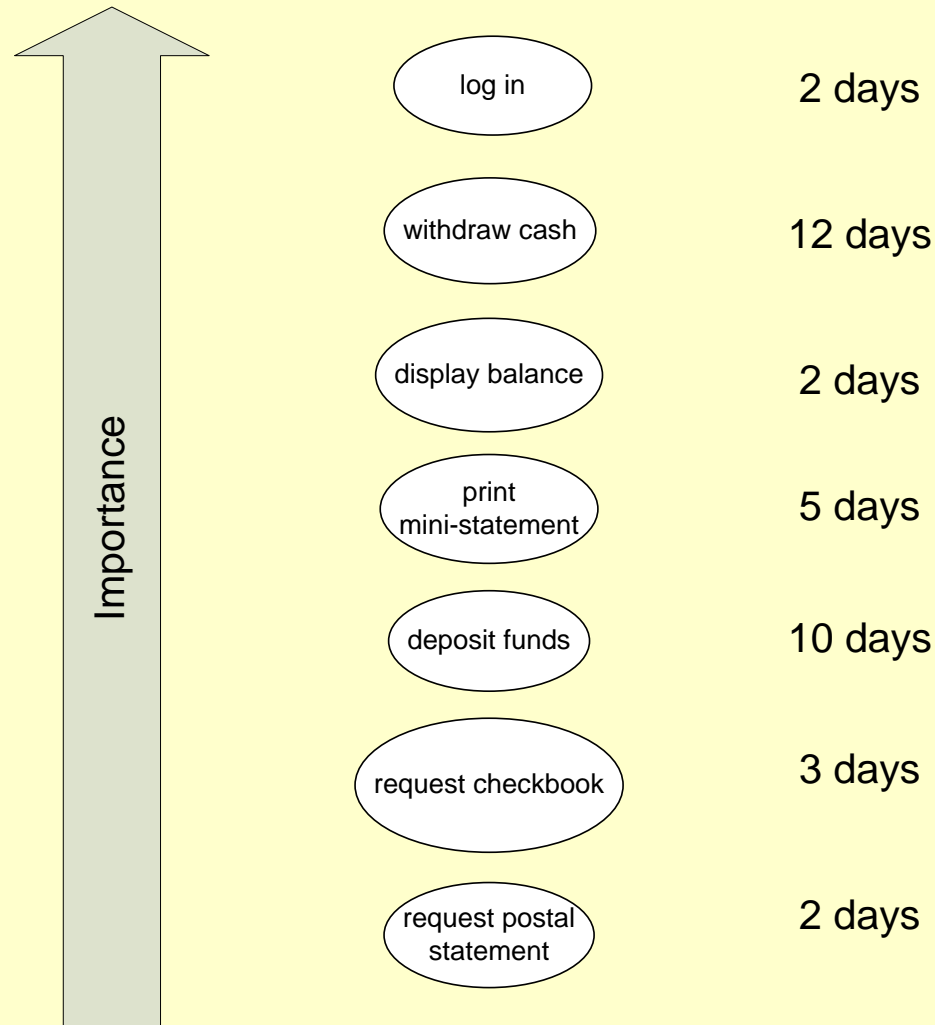 log in
2 days
withdraw cash
12 days
display balance
2 days
print
mini-statement
5 days
Importance
deposit funds
10 days
request checkbook
3 days
request postal
statement
2 days